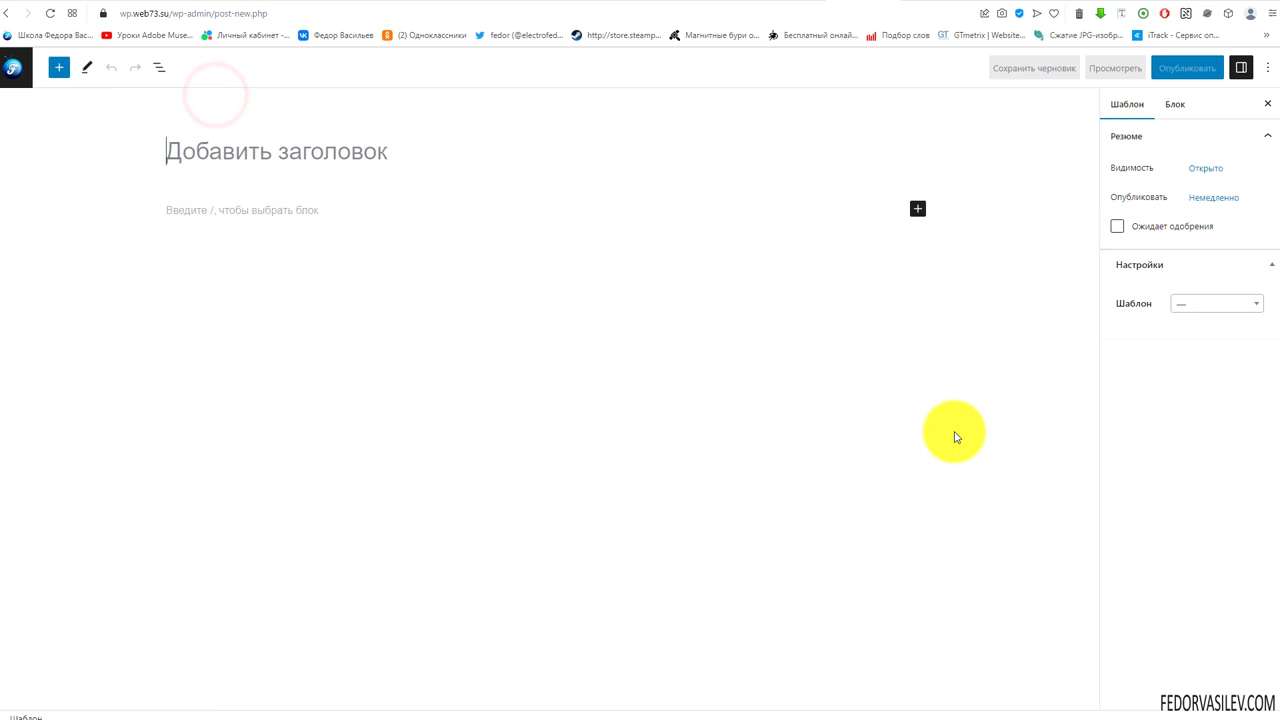 wp.web73.su/wp-admin/post-new.php
Школа Федора Вас...
Уроки Adobe Muse...
Личный кабинет -...
Федор Васильев
(2) Одноклассники
fedor (@electrofed...
http://store.steamp...
Магнитные бури о...
Бесплатный онлай...
Подбор слов
GTmetrix | Website...
Сжатие JPG-изобр...
iTrack - Сервис оп...
Сохранить черновик
Просмотреть
Опубликовать
Шаблон
Блок
Добавить заголовок
Введите /, чтобы выбрать блок
Резюме
Видимость
Открыто
Опубликовать
Немедленно
Ожидает одобрения
Настройки
Шаблон
—
FEDORVASILEV.COM
Шаблон